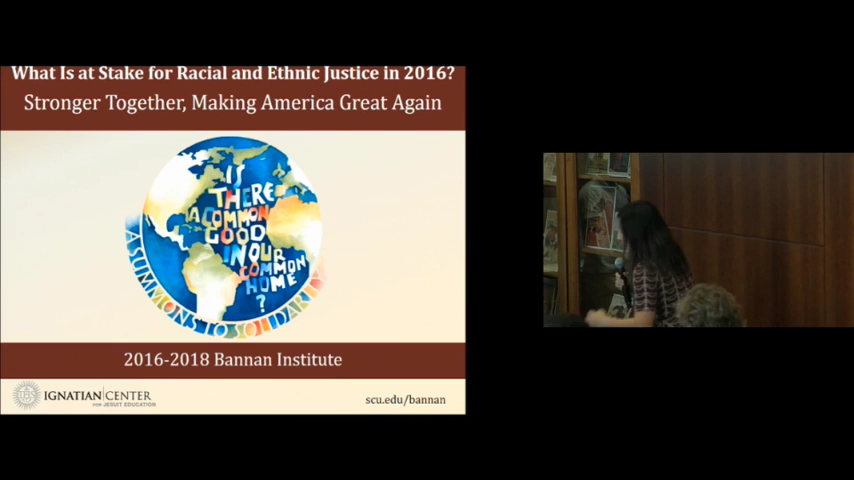 What Is at Stake for Racial and Ethnic Justice in 2016?
Stronger Together, Making America Great Again
IS
THERE
A COMMON
GOOD
IN OUR
COMMON
HOME
?
A SUMMONS TO SOLIDARITY
2016-2018 Bannan Institute
IGNATIAN CENTER
FOR JESUIT EDUCATION
scu.edu/bannan